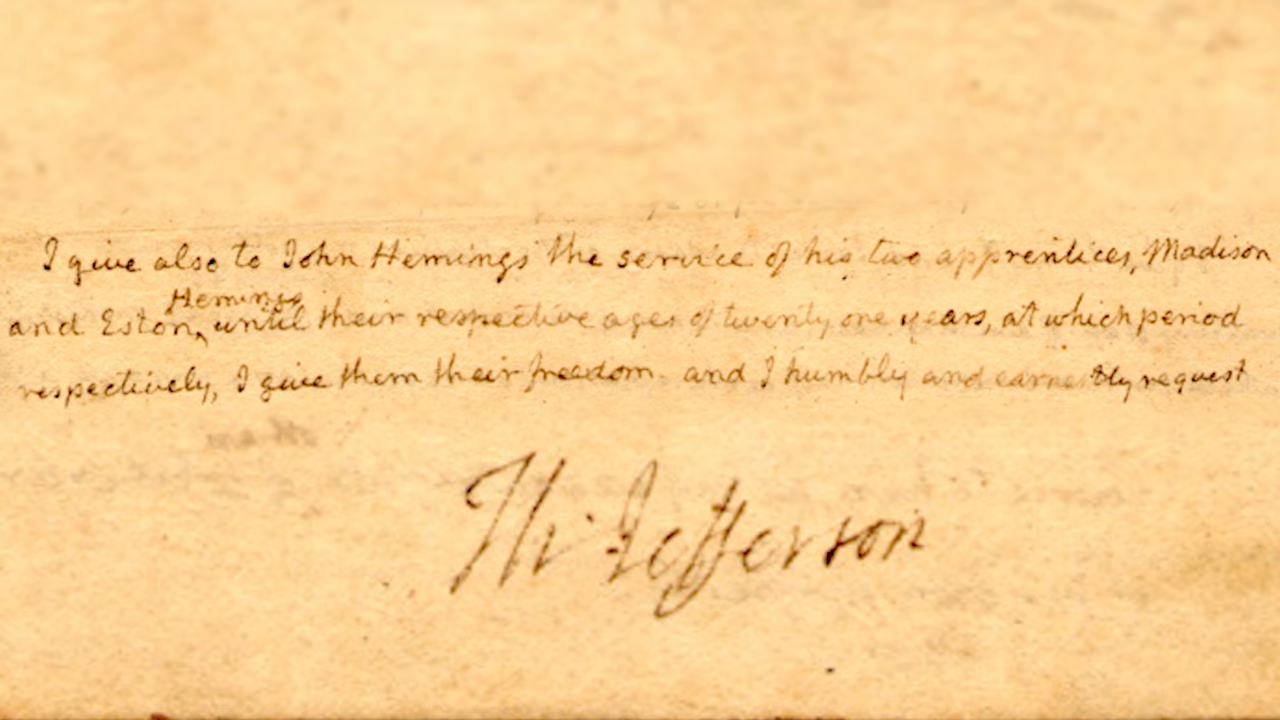 I give also to John Hemings the service of his two apprentices, Madison
Hemings
and Eston, until their respective ages of twenty one years, at which period
respectively, I give them their freedom. and I humbly and earnestly request
Th: Jefferson